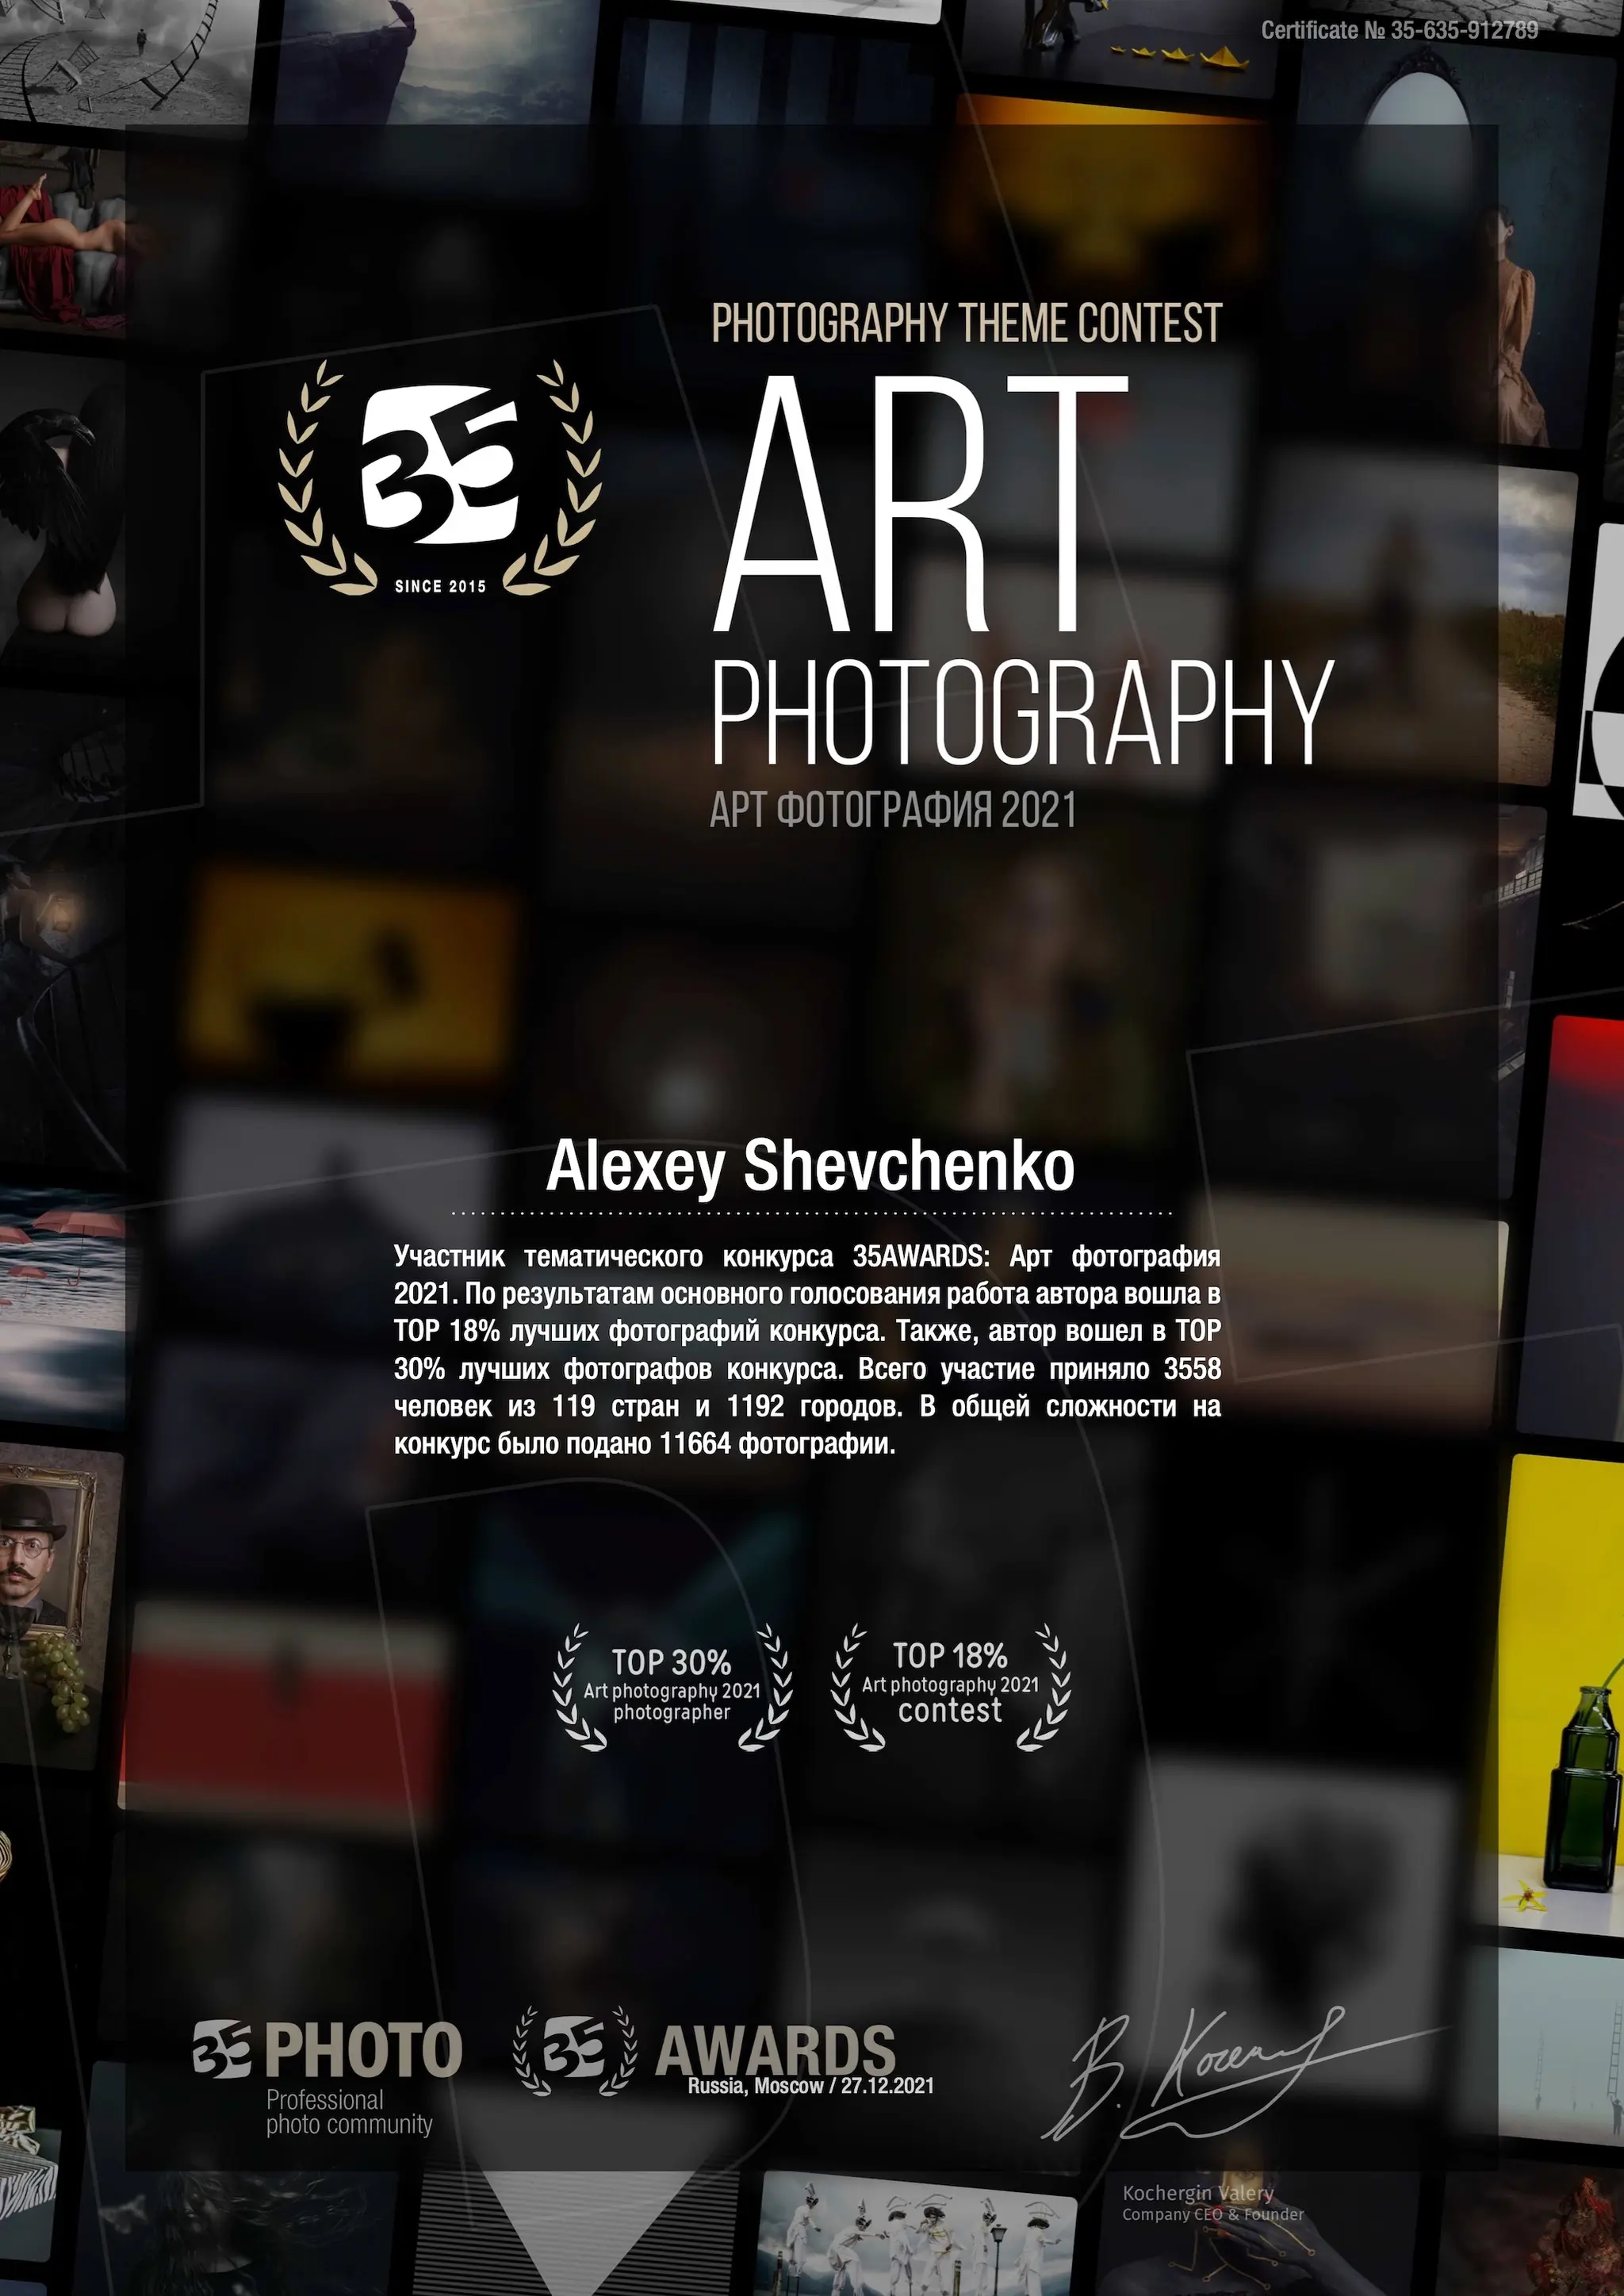 Certificate № 35-635-912789
PHOTOGRAPHY THEME CONTEST
35
SINCE 2015
ART
PHOTOGRAPHY
АРТ ФОТОГРАФИЯ 2021
Alexey Shevchenko
Участник тематического конкурса 35AWARDS: Арт фотография
2021. По результатам основного голосования работа автора вошла в
TOP 18% лучших фотографий конкурса. Также, автор вошел в TOP
30% лучших фотографов конкурса. Всего участие приняло 3558
человек из 119 стран и 1192 городов. В общей сложности на
конкурс было подано 11664 фотографии.
TOP 30%
Art photography 2021
photographer
TOP 18%
Art photography 2021
contest
35 PHOTO
Professional
photo community
35 AWARDS
Russia, Moscow / 27.12.2021
Kochergin Valery
Company CEO & Founder